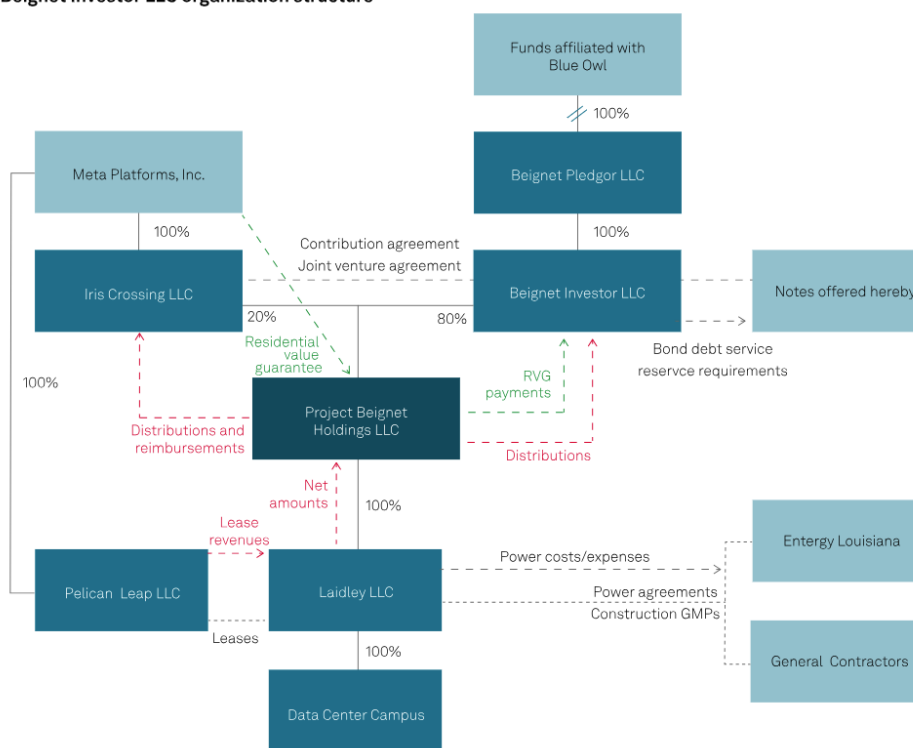 Beignet Investor LLC organization structure
Funds affiliated with
Blue Owl
100%
Meta Platforms, Inc.
Beignet Pledgor LLC
100%
100%
Contribution agreement
Joint venture agreement
Iris Crossing LLC
Beignet Investor LLC
Notes offered hereby
20%
80%
Residential
value
guarantee
Bond debt service
reservce requirements
100%
RVG
payments
Project Beignet
Holdings LLC
Distributions and
reimbursements
Distributions
Net
amounts
100%
Lease
revenues
Power costs/expenses
Entergy Louisiana
Pelican Leap LLC
Laidley LLC
Power agreements
Construction GMPs
Leases
100%
General Contractors
Data Center Campus